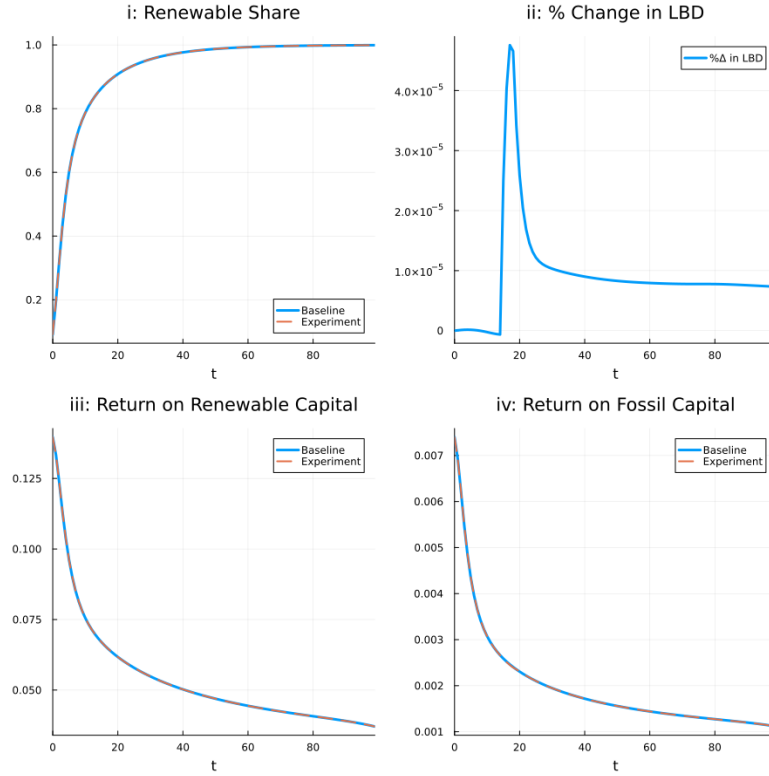 i: Renewable Share
1.0
0.8
0.6
0.4
0.2
Baseline
Experiment
0
20
40
60
80
t
ii: % Change in LBD
%Δ in LBD
4.0×10⁻⁵
3.0×10⁻⁵
2.0×10⁻⁵
1.0×10⁻⁵
0
0
20
40
60
80
t
iii: Return on Renewable Capital
Baseline
Experiment
0.125
0.100
0.075
0.050
0
20
40
60
80
t
iv: Return on Fossil Capital
Baseline
Experiment
0.007
0.006
0.005
0.004
0.003
0.002
0.001
0
20
40
60
80
t